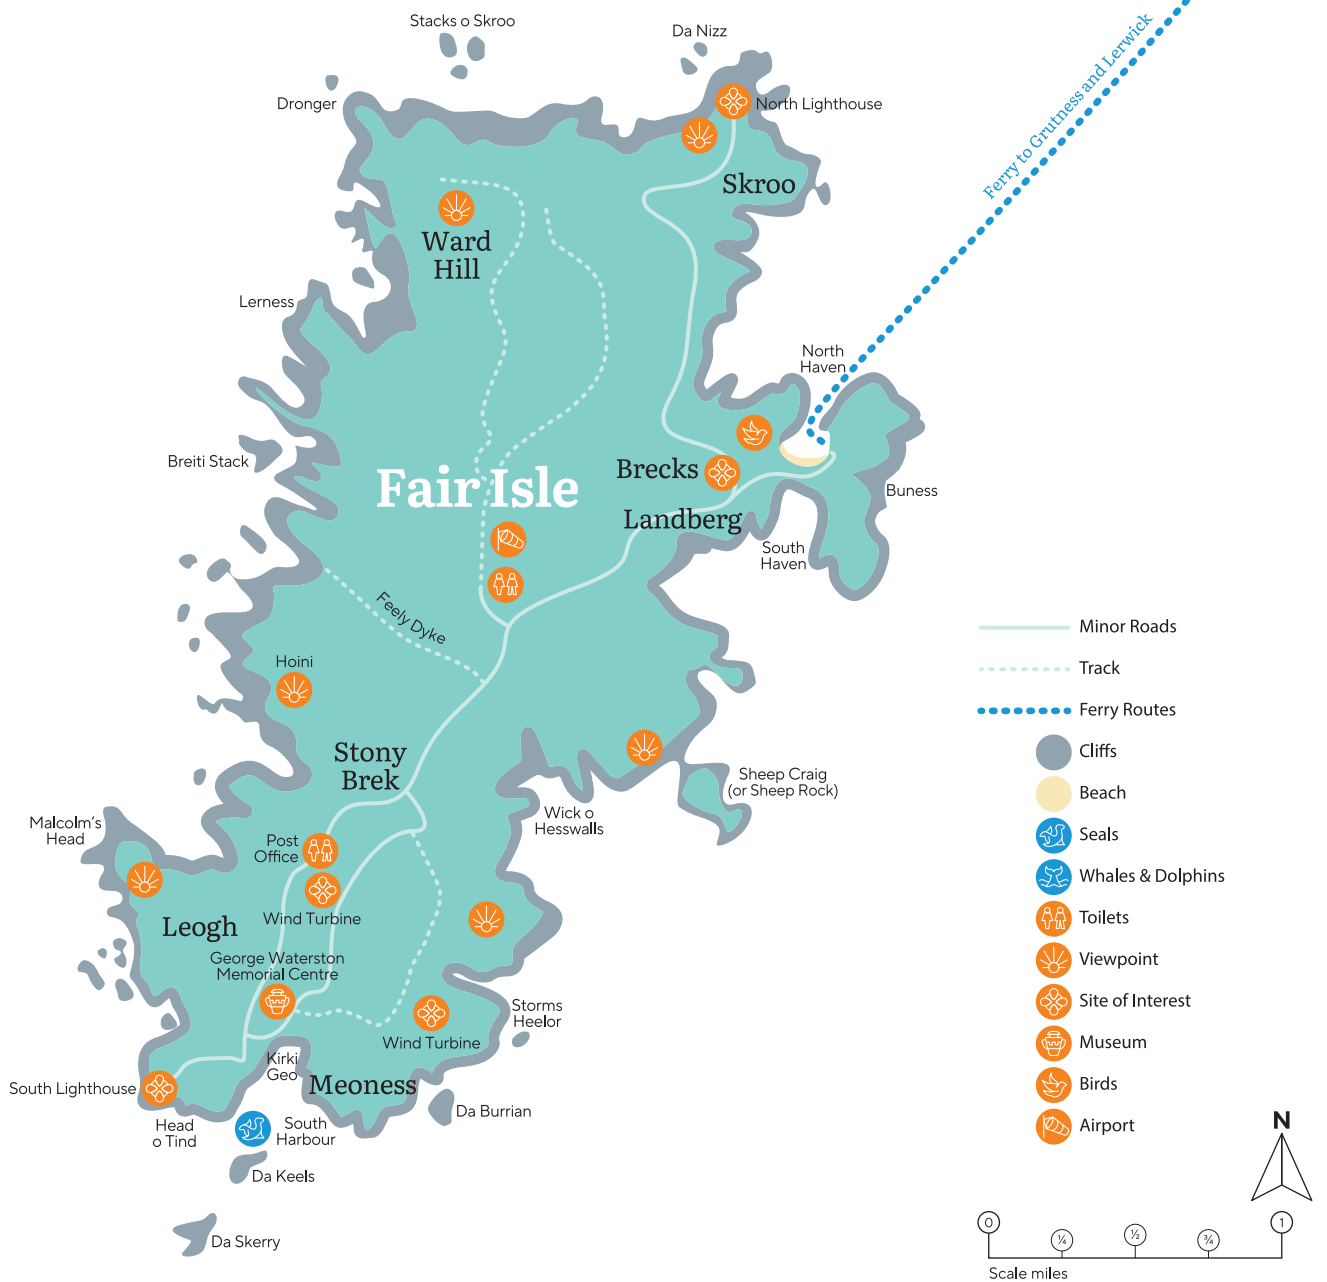 Stacks o Skroo
Da Nizz
Dronger
North Lighthouse
Ferry to Grutness and Lerwick
Skroo
Ward
Hill
Lerness
North
Haven
Breiti Stack
Fair Isle
Brecks
Buness
Landberg
South
Haven
Feely Dyke
Hoini
Stony
Brek
Sheep Craig
(or Sheep Rock)
Wick o
Hesswalls
Malcolm's
Head
Post
Office
Wind Turbine
Leogh
George Waterston
Memorial Centre
Storms
Heelor
Wind Turbine
Kirki
Geo
Meoness
South Lighthouse
Da Burrian
Head
o Tind
South
Harbour
Da Keels
Da Skerry
Minor Roads
Track
Ferry Routes
Cliffs
Beach
Seals
Whales & Dolphins
Toilets
Viewpoint
Site of Interest
Museum
Birds
Airport
N
0
¼
½
¾
1
Scale miles